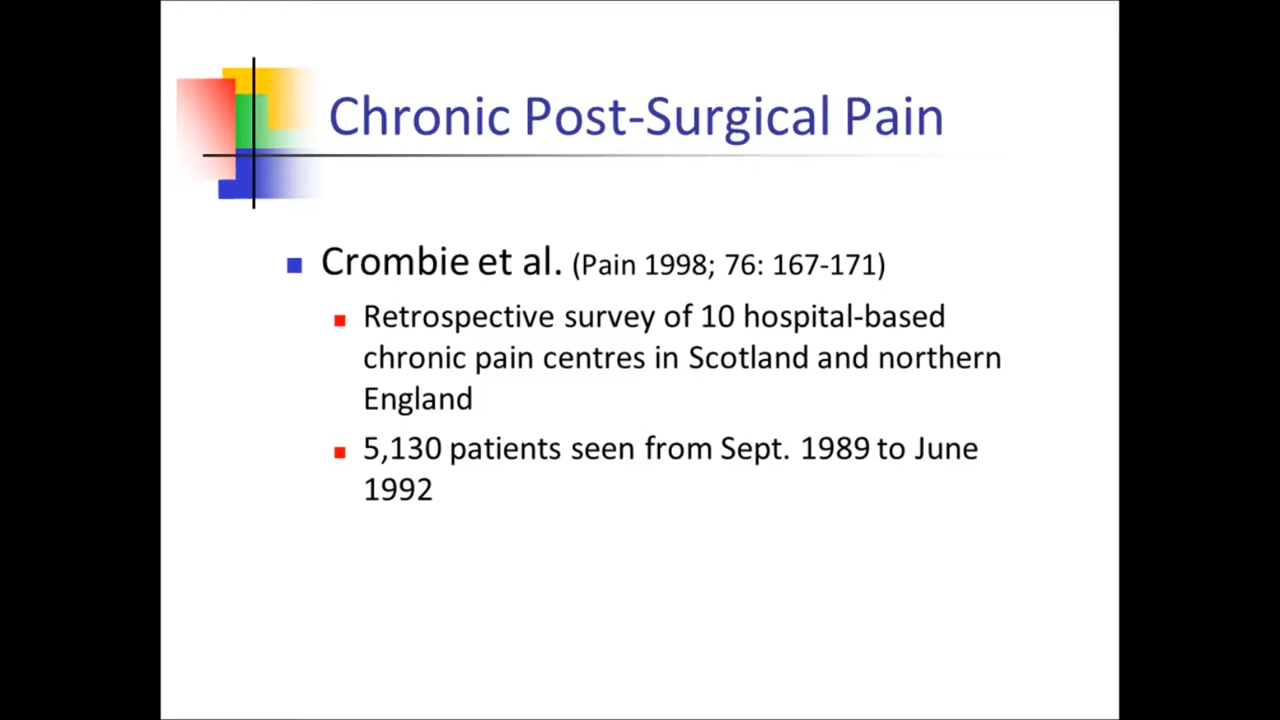 Chronic Post-Surgical Pain
Crombie et al. (Pain 1998; 76: 167-171)
Retrospective survey of 10 hospital-based
chronic pain centres in Scotland and northern
England
5,130 patients seen from Sept. 1989 to June
1992